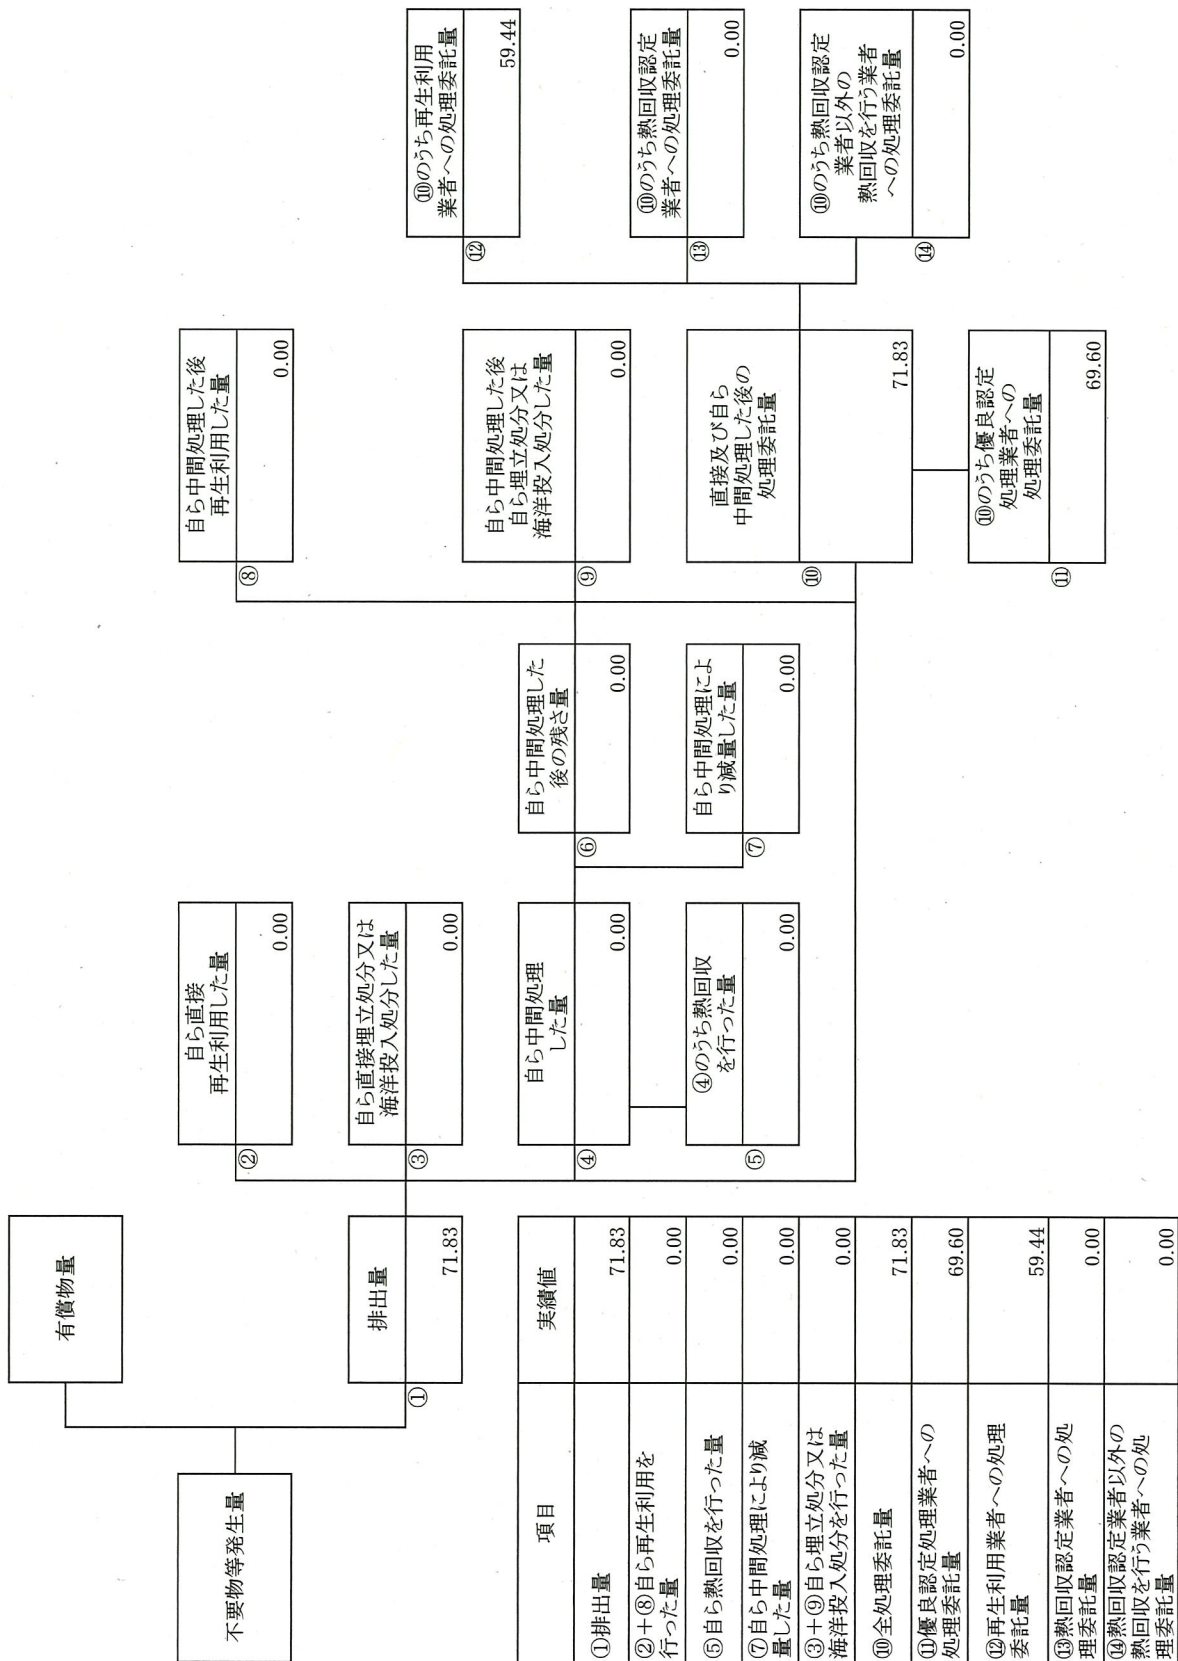 不要物等発生量
有償物量
排出量
①
71.83
自ら直接
再生利用した量
②
0.00
自ら直接埋立処分又は
海洋投入処分した量
③
0.00
自ら中間処理
した量
④
0.00
④のうち熱回収
を行った量
⑤
0.00
自ら中間処理した
後の残さ量
⑥
0.00
自ら中間処理によ
り減量した量
⑦
0.00
自ら中間処理した後
再生利用した量
⑧
0.00
自ら中間処理した後
自ら埋立処分又は
海洋投入処分した量
⑨
0.00
直接及び自ら
中間処理した後の
処理委託量
⑩
71.83
⑩のうち優良認定
処理業者への
処理委託量
⑪
69.60
⑩のうち再生利用
業者への処理委託量
⑫
59.44
⑩のうち熱回収認定
業者への処理委託量
⑬
0.00
⑩のうち熱回収認定
業者以外の
熱回収を行う業者
への処理委託量
⑭
0.00
項目 実績値
①排出量 71.83
②+⑧自ら再生利用を
行った量 0.00
⑤自ら熱回収を行った量 0.00
⑦自ら中間処理により減
量した量 0.00
③+⑨自ら埋立処分又は
海洋投入処分を行った量 0.00
⑩全処理委託量 71.83
⑪優良認定処理業者への
処理委託量 69.60
⑫再生利用業者への処理
委託量 59.44
⑬熱回収認定業者への処
理委託量 0.00
⑭熱回収認定業者以外の
熱回収を行う業者への処
理委託量 0.00